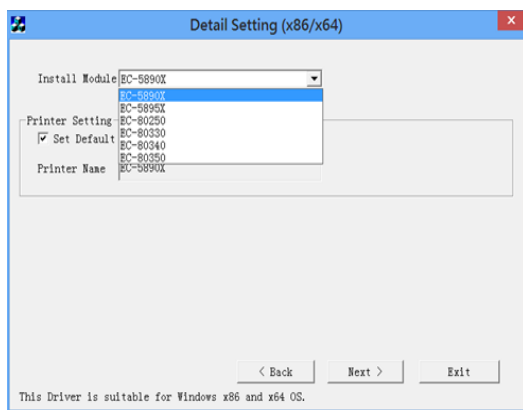 Detail Setting (x86/x64)
Install Module EC-5890X
EC-5890X
EC-5895X
Printer Setting EC-80250
Set Default EC-80330
EC-80340
EC-80350
Printer Name EC-5890X
< Back Next > Exit
This Driver is suitable for Windows x86 and x64 OS.